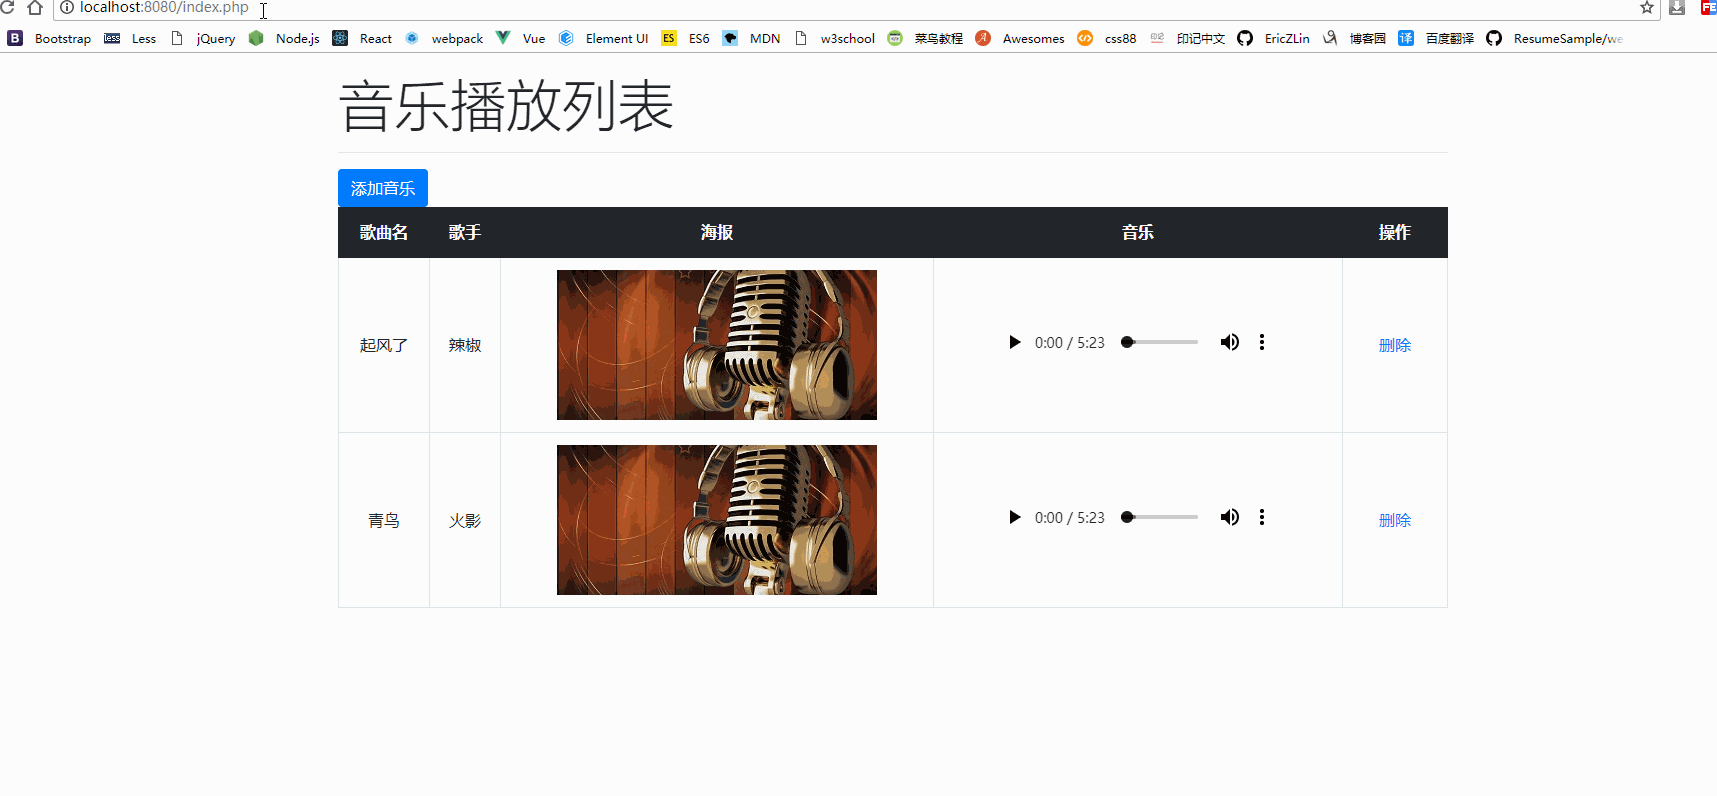 localhost:8080/index.php
Bootstrap Less jQuery Node.js React webpack Vue Element UI ES6 MDN w3school 菜鸟教程 Awesomes css88 印记中文 EricZLin 博客园 百度翻译 ResumeSample/we
音乐播放列表
添加音乐
歌曲名 歌手 海报 音乐 操作
起风了 辣椒 0:00 / 5:23 删除
青鸟 火影 0:00 / 5:23 删除